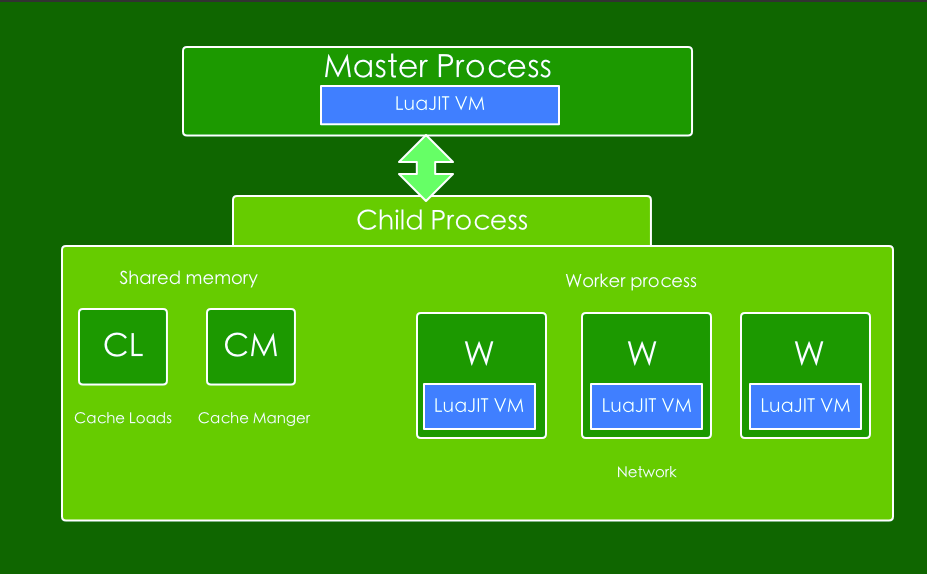 Master Process
LuaJIT VM
Child Process
Shared memory
Worker process
CL
CM
W
W
W
LuaJIT VM
LuaJIT VM
LuaJIT VM
Cache Loads
Cache Manger
Network